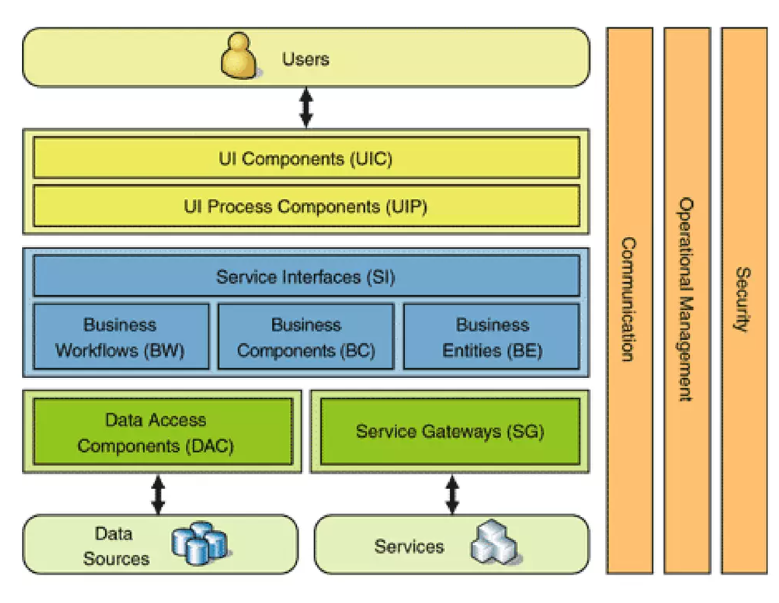 Users
UI Components (UIC)
UI Process Components (UIP)
Service Interfaces (SI)
Business
Workflows (BW)
Business
Components (BC)
Business
Entities (BE)
Data Access
Components (DAC)
Service Gateways (SG)
Data
Sources
Services
Communication
Operational Management
Security